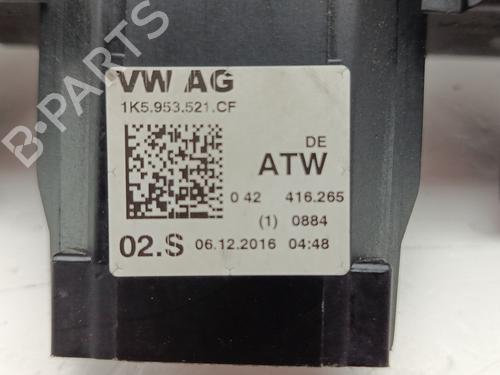 VW AG
1K5.953.521.CF
DE
ATW
0 42 416.265
(1) 0884
02.S 06.12.2016 04:48